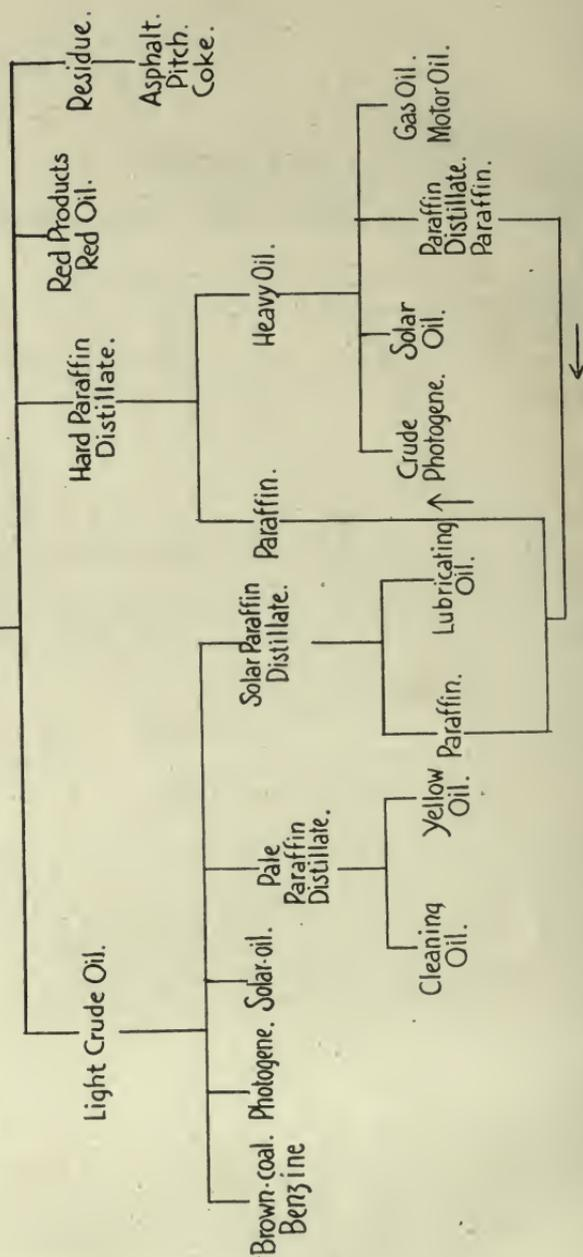 Light Crude Oil.
Hard Paraffin
Distillate.
Red Products
Red Oil.
Residue.
Asphalt.
Pitch.
Coke.
Brown-coal.
Benzine
Photogene.
Solar-oil.
Pale
Paraffin
Distillate.
Solar Paraffin
Distillate.
Paraffin.
Heavy Oil.
Cleaning
Oil.
Yellow
Oil.
Paraffin.
Lubricating
Oil.
Crude
Photogene.
Solar
Oil.
Paraffin
Distillate.
Paraffin.
Gas Oil.
Motor Oil.